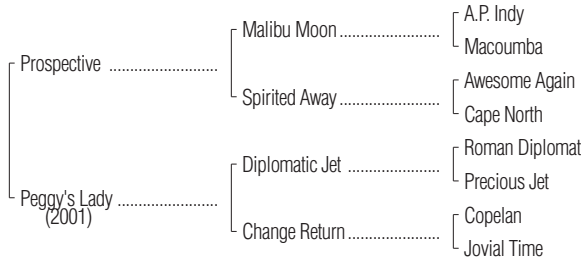 A.P. Indy
Malibu Moon ....................
Macoumba
Prospective ......................
Awesome Again
Spirited Away ....................
Cape North
Roman Diplomat
Diplomatic Jet ..................
Precious Jet
Peggy's Lady ....................
(2001)
Copelan
Change Return ..................
Jovial Time